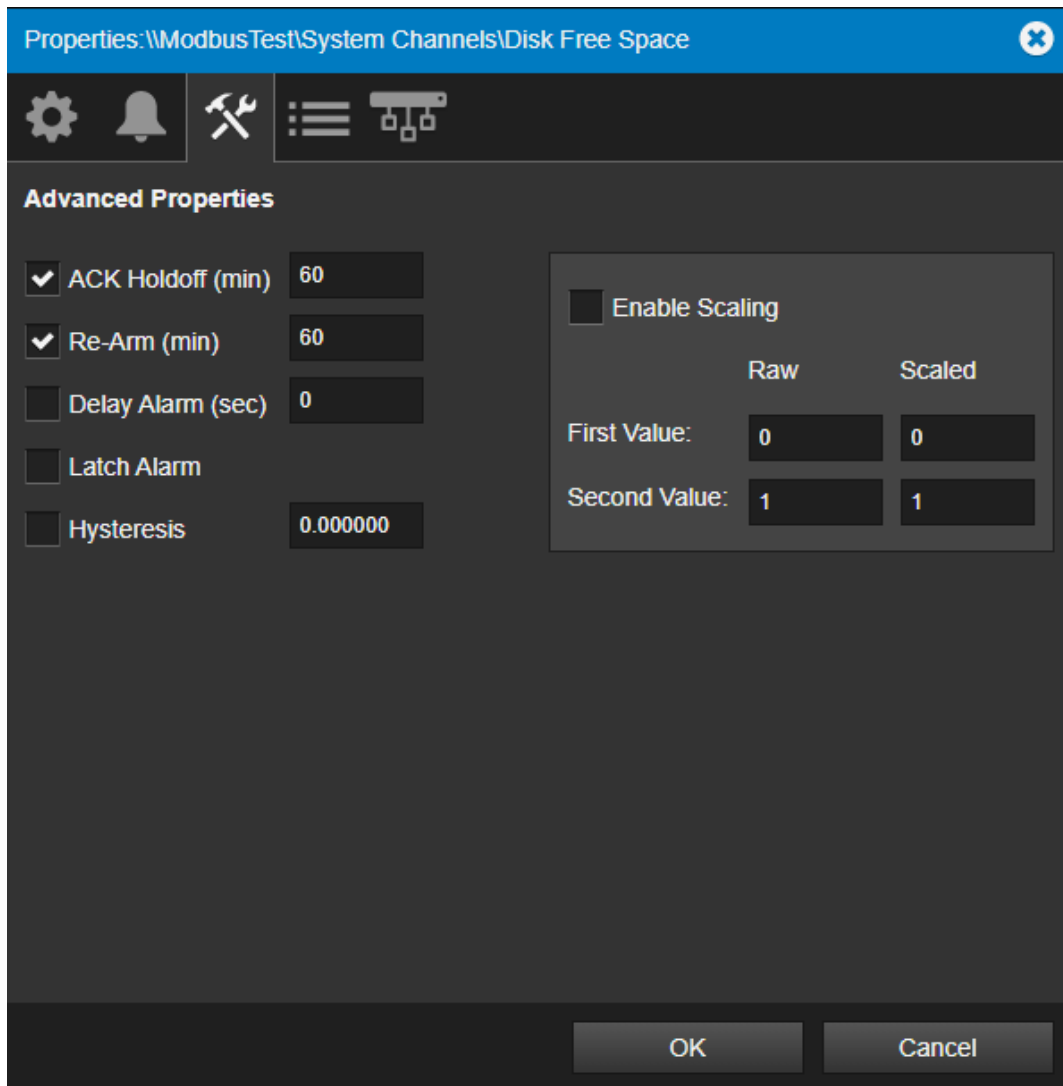 Properties:\\ModbusTest\System Channels\Disk Free Space
Advanced Properties
ACK Holdoff (min) 60
Re-Arm (min) 60
Delay Alarm (sec) 0
Latch Alarm
Hysteresis 0.000000
Enable Scaling
Raw Scaled
First Value: 0 0
Second Value: 1 1
OK Cancel